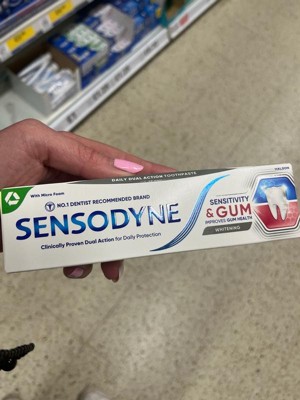 DAILY DUAL ACTION TOOTHPASTE
With Micro Foam
NO.1 DENTIST RECOMMENDED BRAND
SENSODYNE
Clinically Proven Dual Action for Daily Protection
SENSITIVITY
& GUM
IMPROVES GUM HEALTH
WHITENING